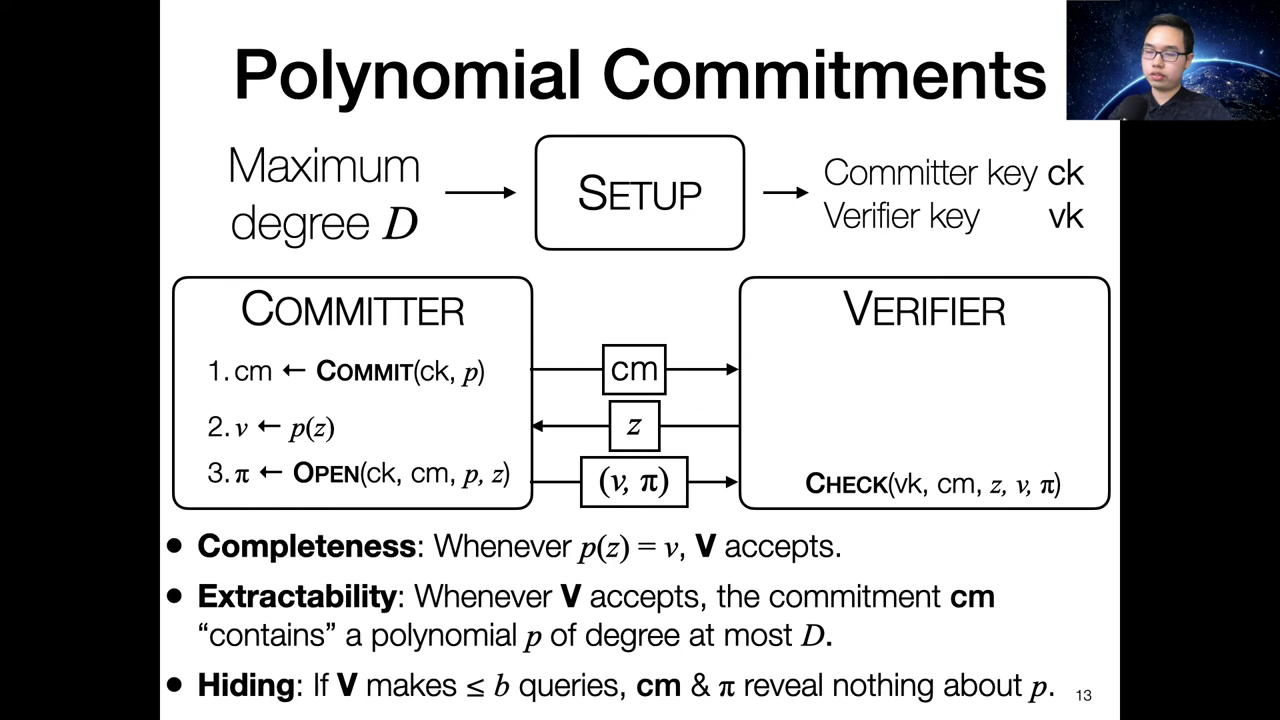 Polynomial Commitments
Maximum
degree D
SETUP
Committer key ck
Verifier key vk
COMMITTER
1. cm ← COMMIT(ck, p)
2. v ← p(z)
3. π ← OPEN(ck, cm, p, z)
cm
z
(v, π)
VERIFIER
CHECK(vk, cm, z, v, π)
• Completeness: Whenever p(z) = v, V accepts.
• Extractability: Whenever V accepts, the commitment cm
“contains” a polynomial p of degree at most D.
• Hiding: If V makes ≤ b queries, cm & π reveal nothing about p.
13